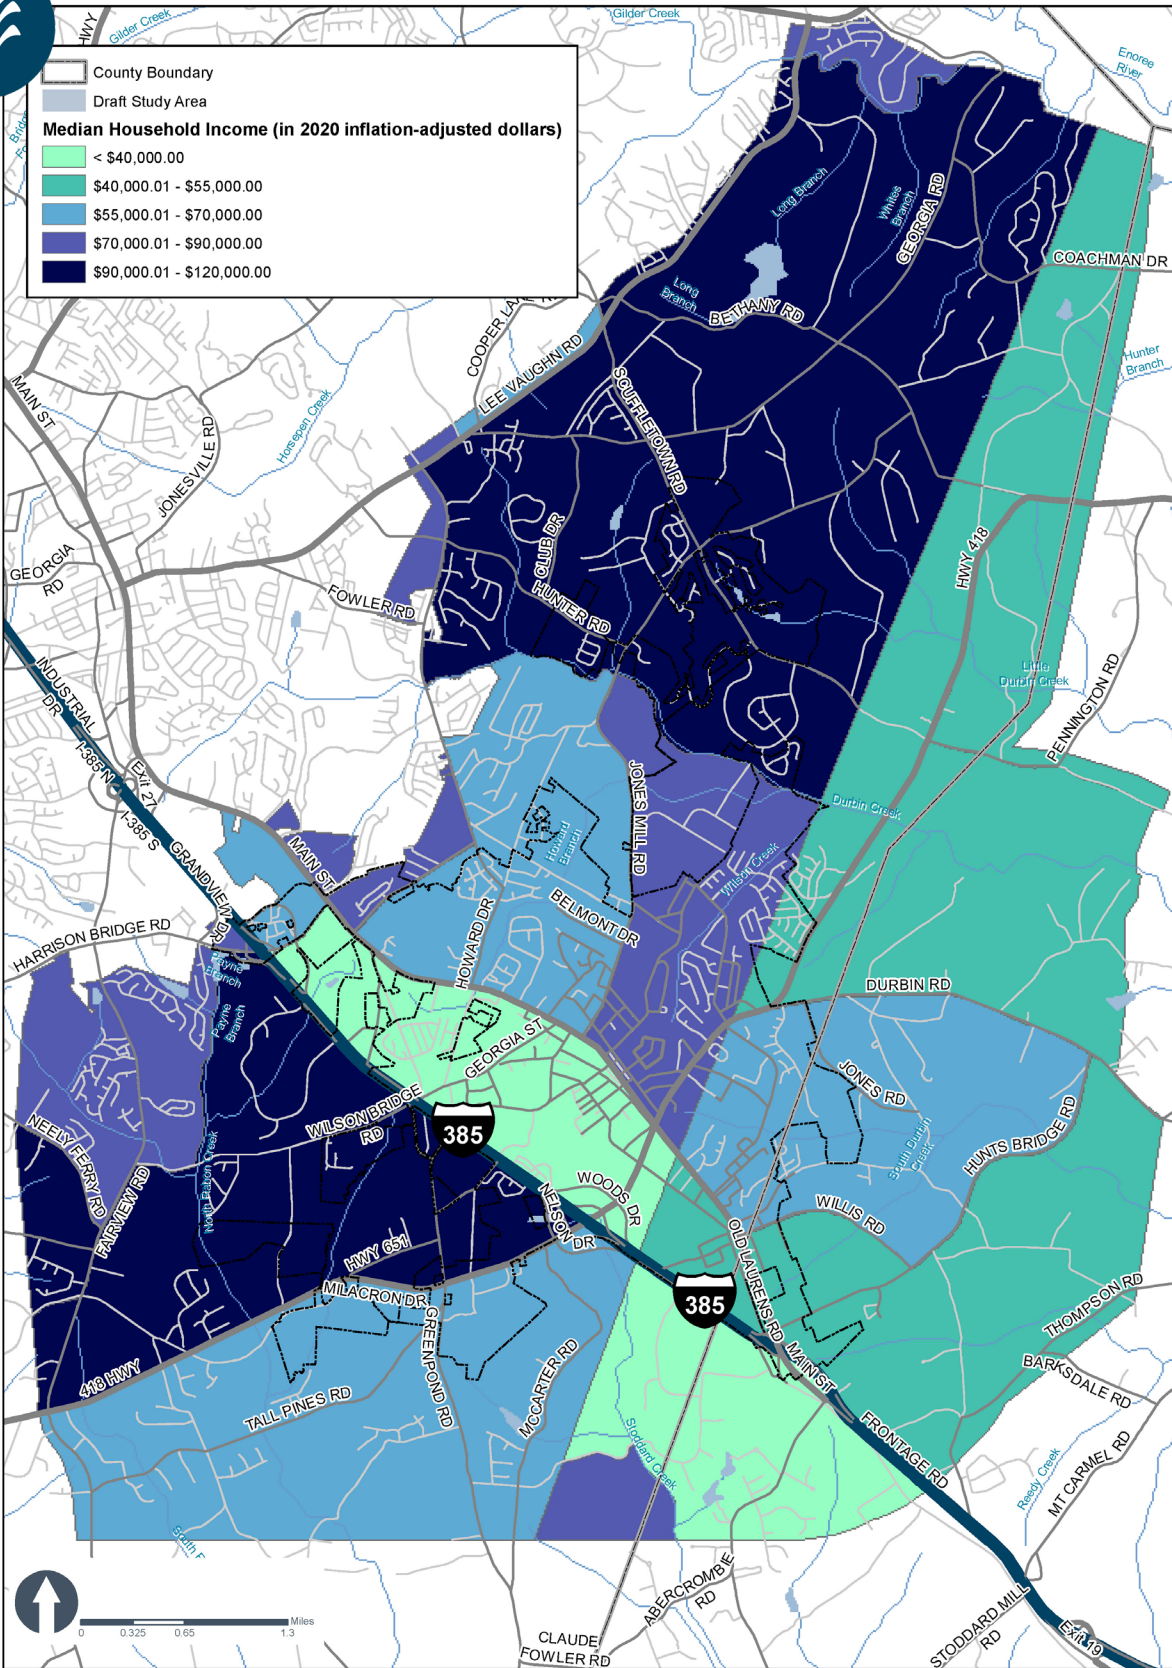 HWY
Gilder Creek
Gilder Creek
Enoree
River
County Boundary
Draft Study Area
Median Household Income (in 2020 inflation-adjusted dollars)
< $40,000.00
$40,000.01 - $55,000.00
$55,000.01 - $70,000.00
$70,000.01 - $90,000.00
$90,000.01 - $120,000.00
Long Branch
Whites
Branch
GEORGIA RD
COACHMAN DR
Long
Branch
BETHANY RD
COOPER
LEE VAUGHN RD
Hunter
Branch
MAIN ST
Horsepen Creek
JONESVILLE RD
SCUFFLETOWN RD
CLUB DR
HUNTER RD
HWY 418
GEORGIA
RD
FOWLER RD
INDUSTRIAL
DR
Little
Durbin Creek
PENNINGTON RD
I-385 N
Exit 27
I-385 S
JONES MILL RD
Durbin Creek
Howard
Branch
Wilson Creek
GRANDVIEW DR
MAIN ST
BELMONT DR
HOWARD DR
HARRISON BRIDGE RD
Payne
Branch
Payne
Branch
DURBIN RD
GEORGIA ST
JONES RD
WILSON BRIDGE
RD
385
NEELY FERRY RD
FAIRVIEW RD
North Rabon Creek
South Durbin
Creek
HUNTS BRIDGE RD
WOODS DR
NELSON
DR
WILLIS RD
HWY 651
OLD LAURENS RD
MILACRON DR
385
THOMPSON RD
GREENPOND RD
418 HWY
MCCARTER RD
MAIN ST
BARKSDALE RD
TALL PINES RD
FRONTAGE RD
Stoddard Creek
Reedy Creek
MT CARMEL RD
South
ABERCROMBIE
RD
STODDARD MILL
RD
Exit 19
CLAUDE
FOWLER RD
Miles
0 0.325 0.65 1.3